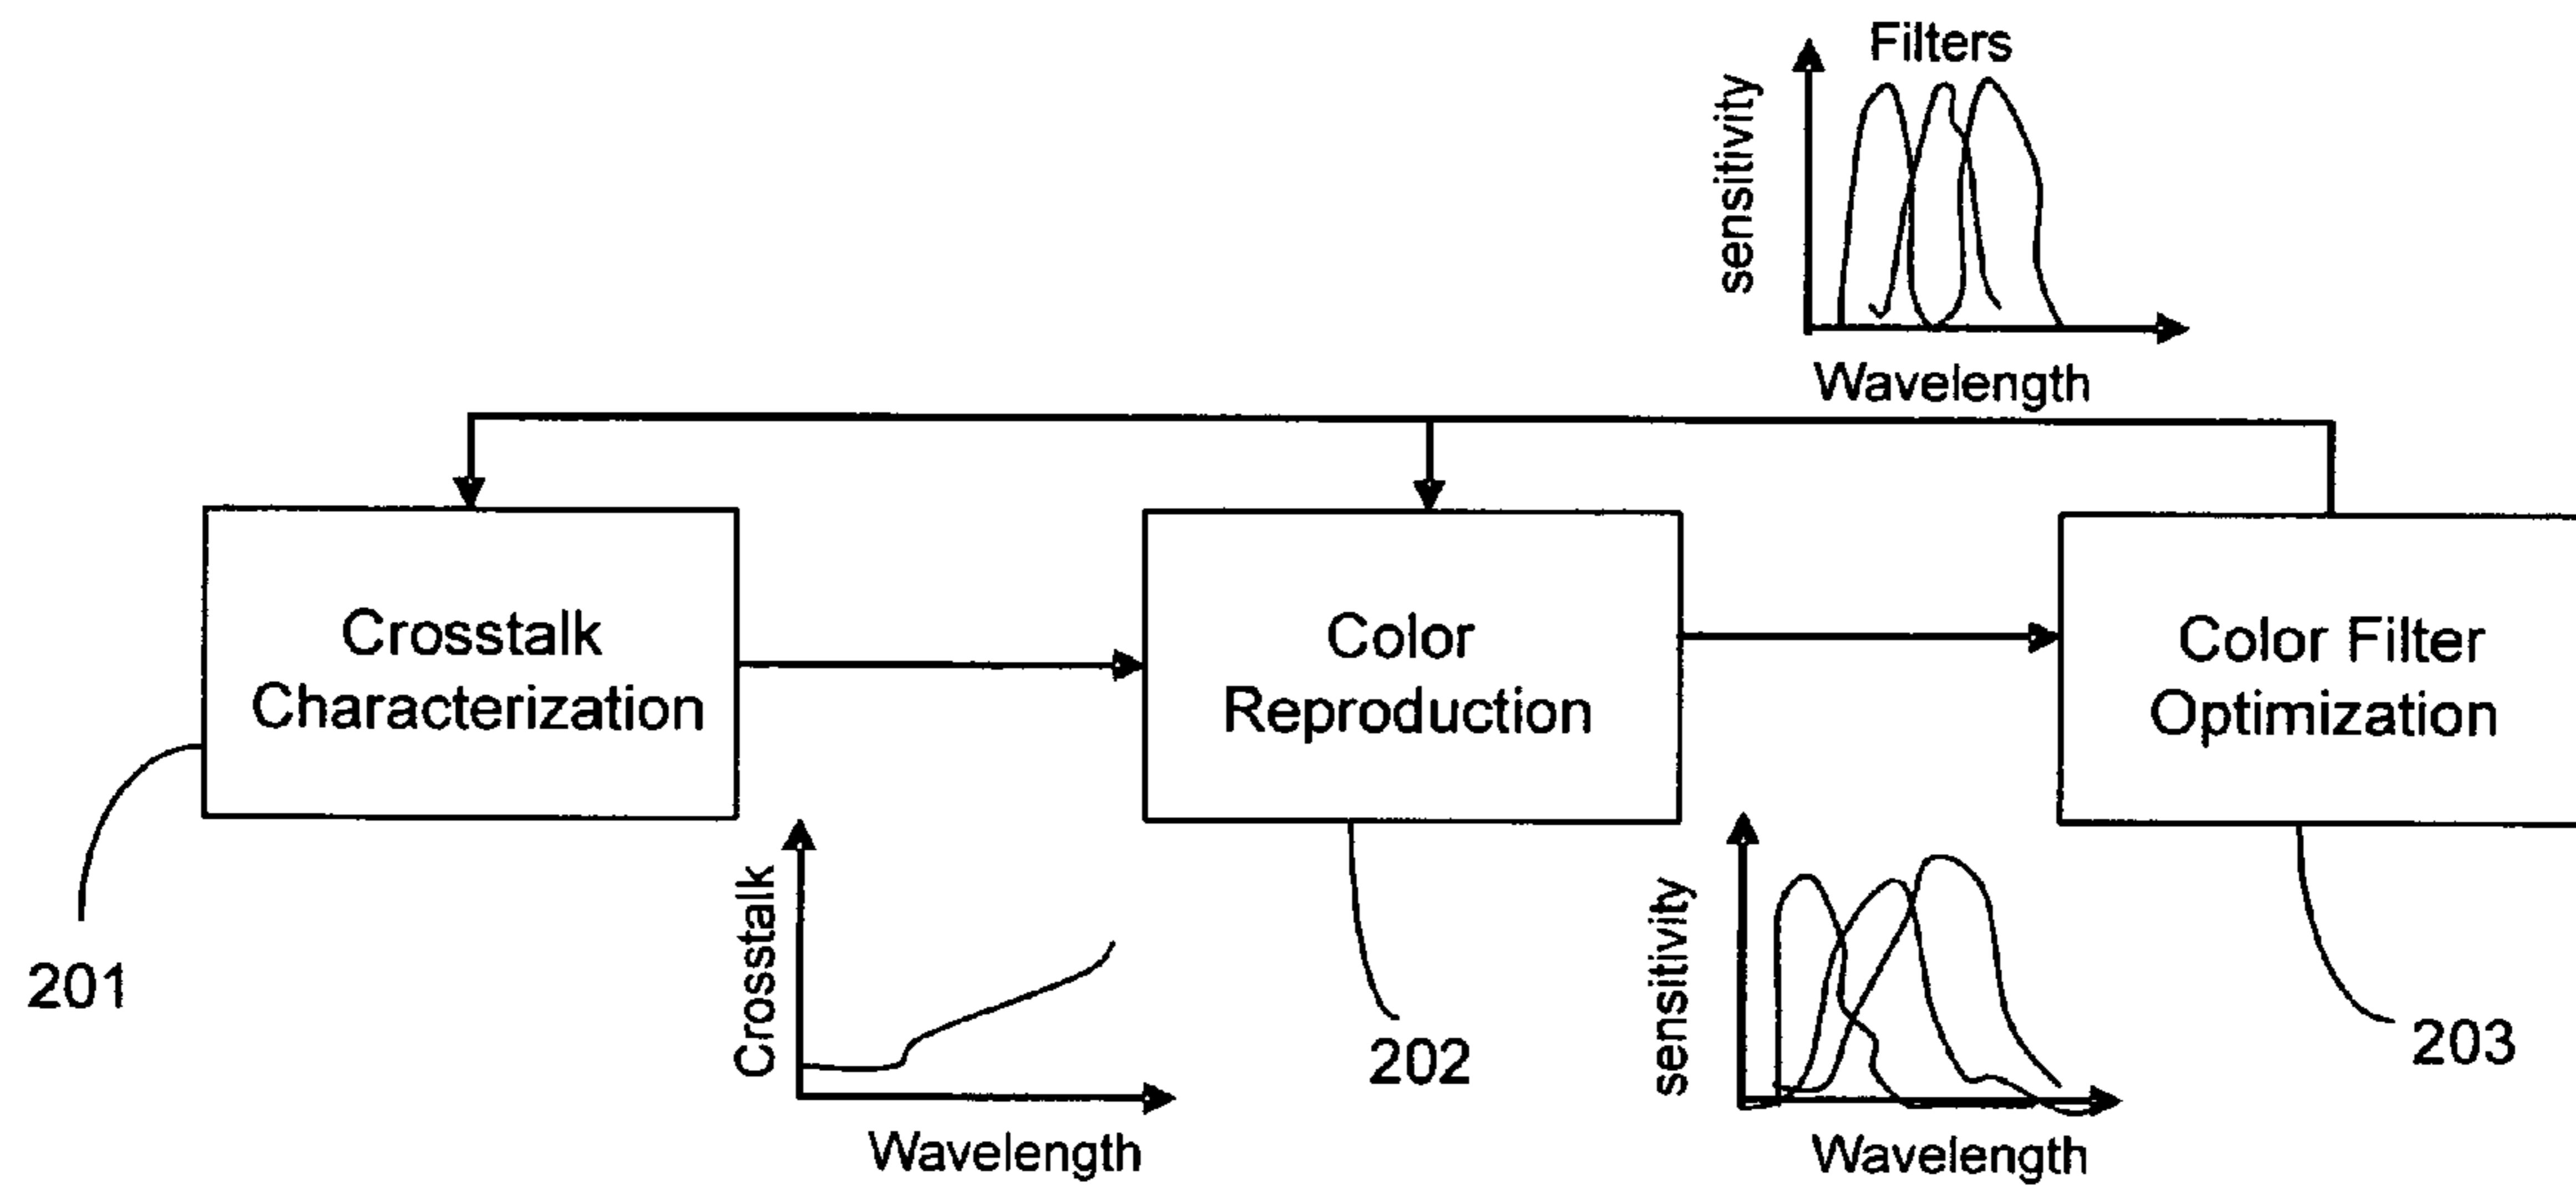 Filters
sensitivity
Wavelength
Crosstalk
Characterization
Color
Reproduction
Color Filter
Optimization
201
Crosstalk
Wavelength
202
sensitivity
Wavelength
203